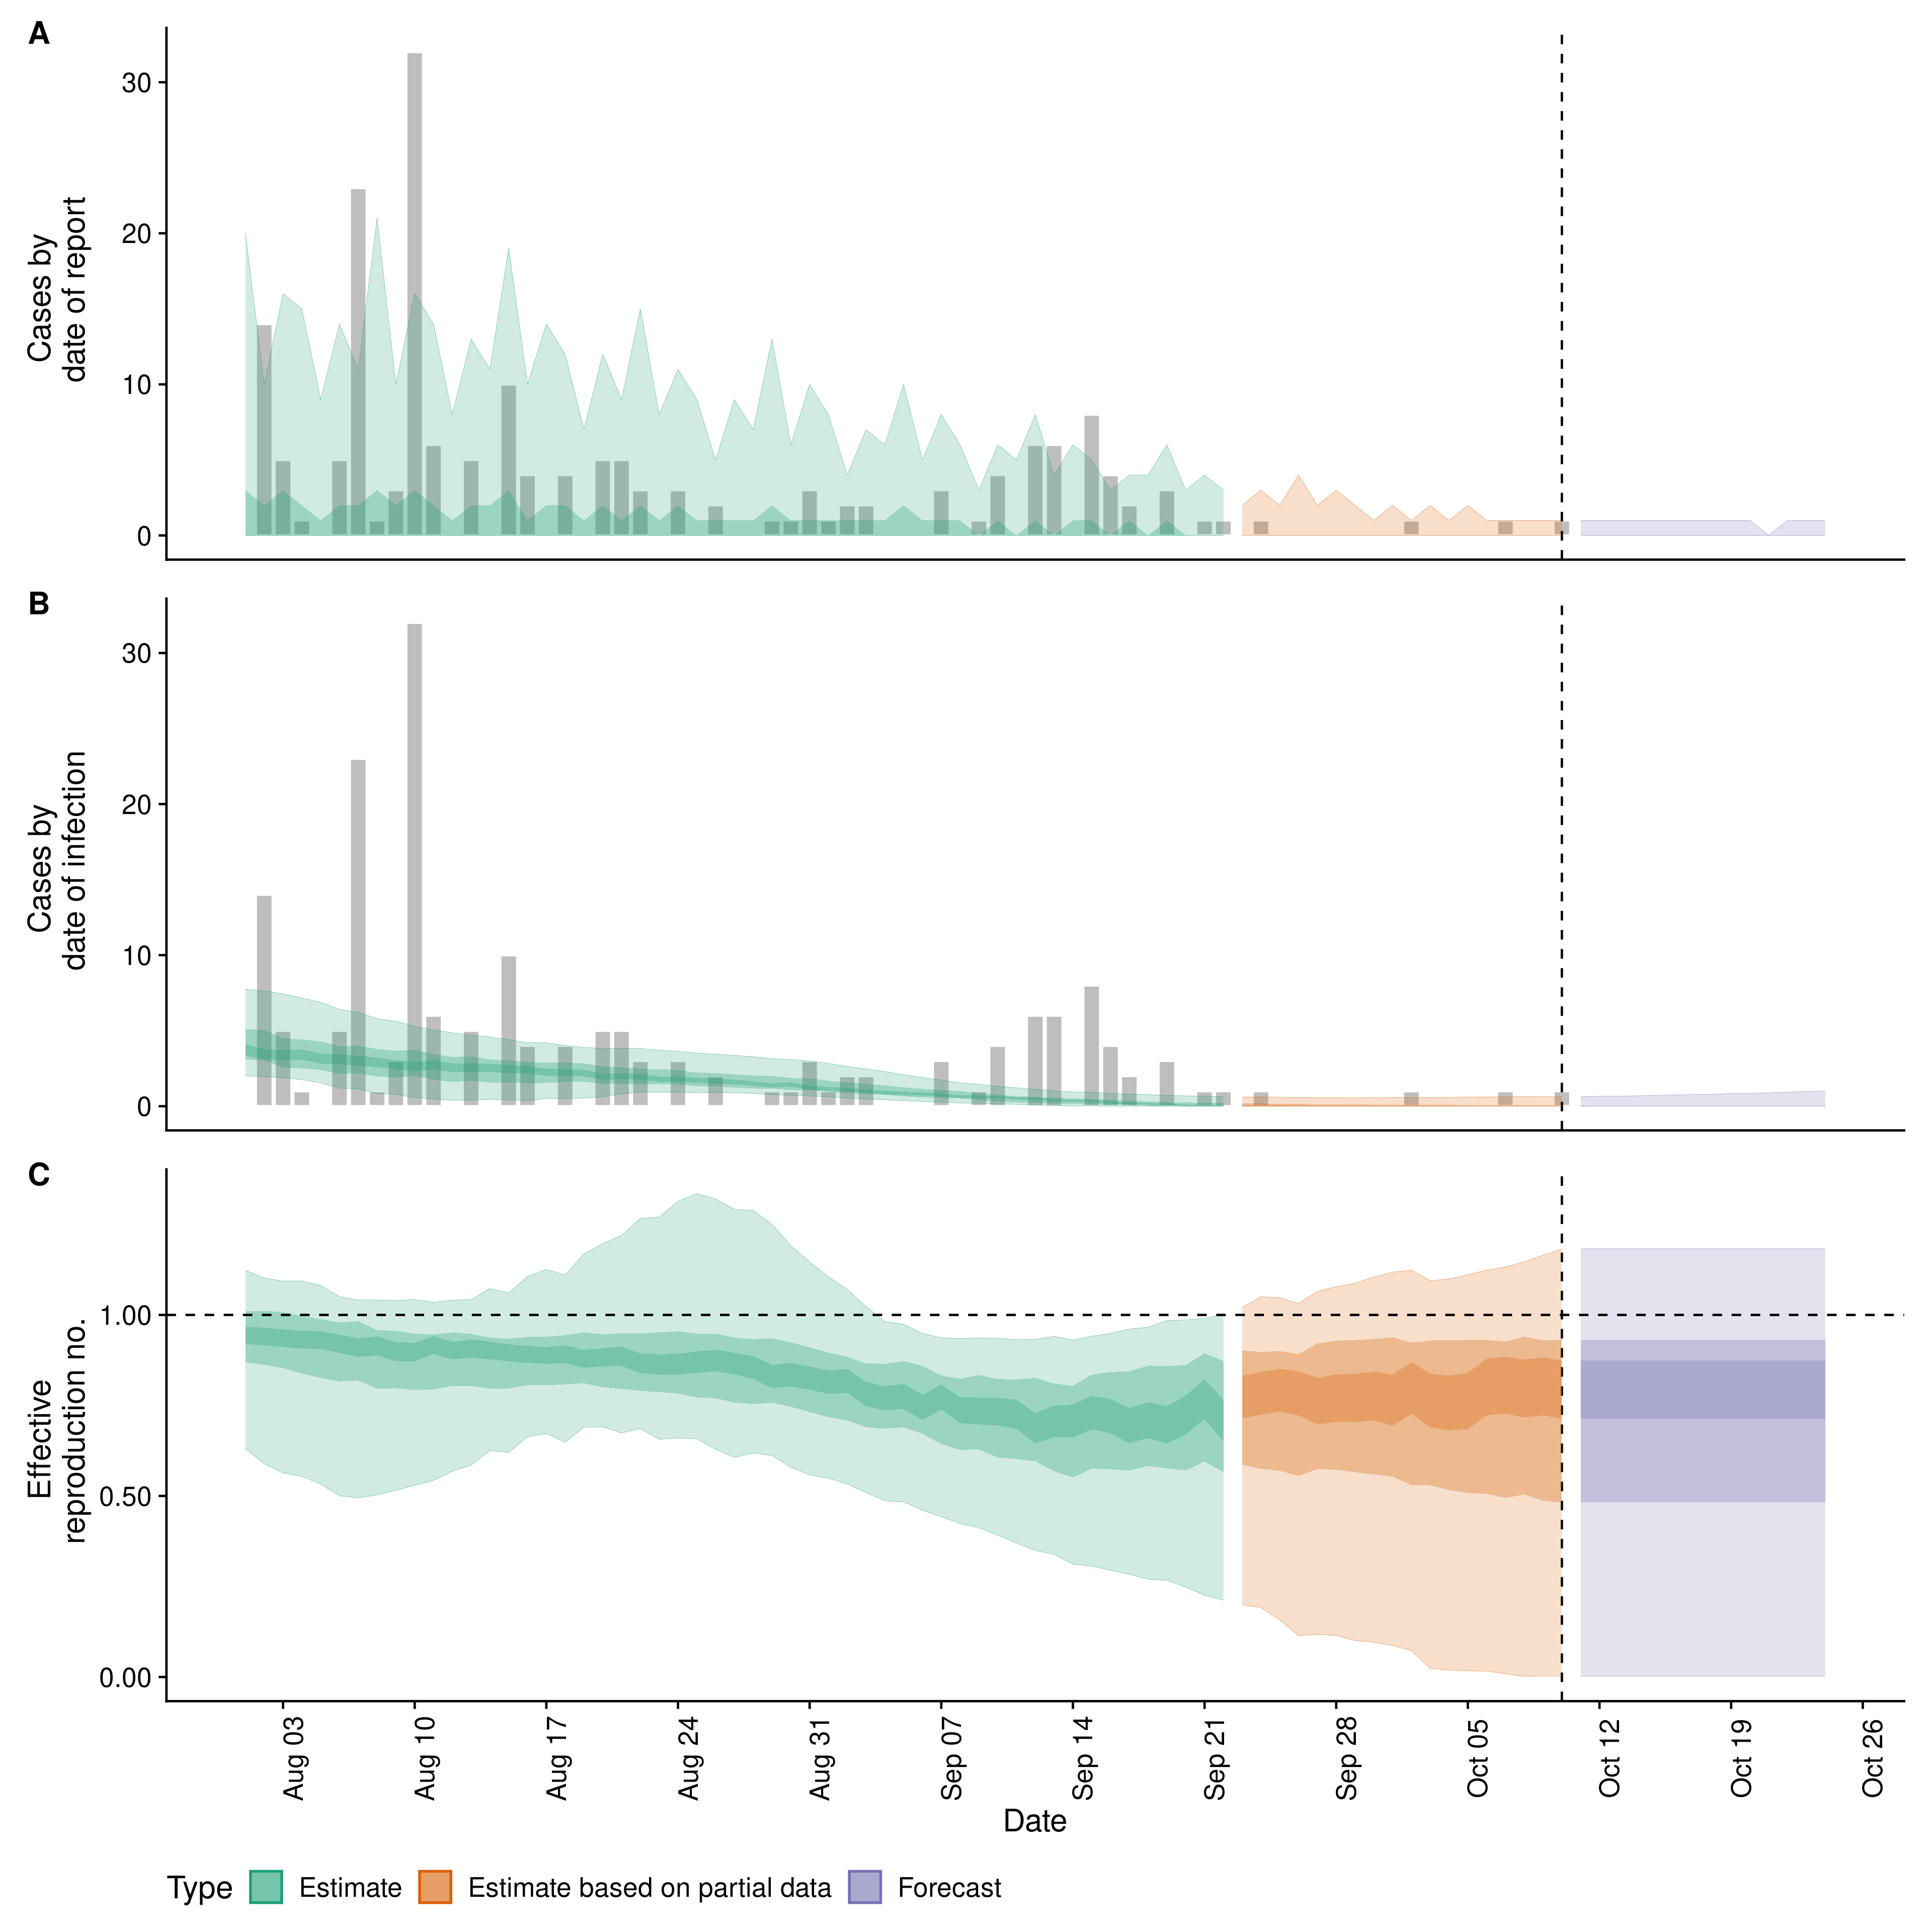 A
30
20
10
0
Cases by
date of report
B
30
20
10
0
Cases by
date of infection
C
1.00
0.50
0.00
Effective
reproduction no.
Aug 03
Aug 10
Aug 17
Aug 24
Aug 31
Sep 07
Sep 14
Sep 21
Sep 28
Oct 05
Oct 12
Oct 19
Oct 26
Date
Type Estimate Estimate based on partial data Forecast